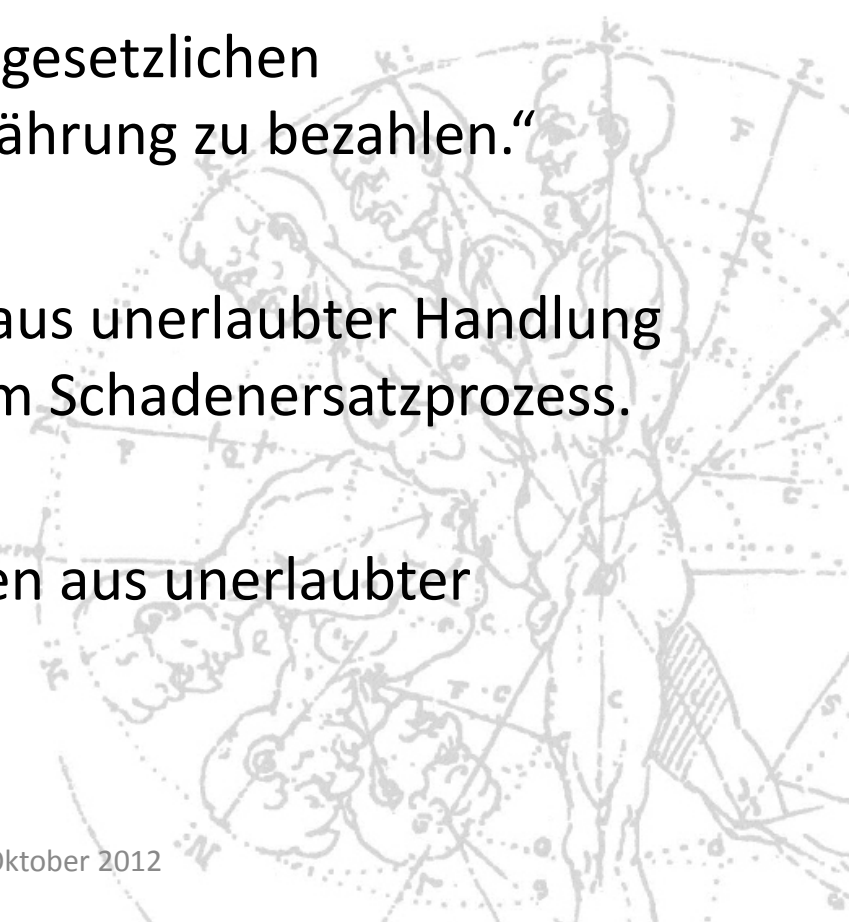 gesetzlichen
ährung zu bezahlen.“
aus unerlaubter Handlung
m Schadenersatzprozess.
en aus unerlaubter
Oktober 2012